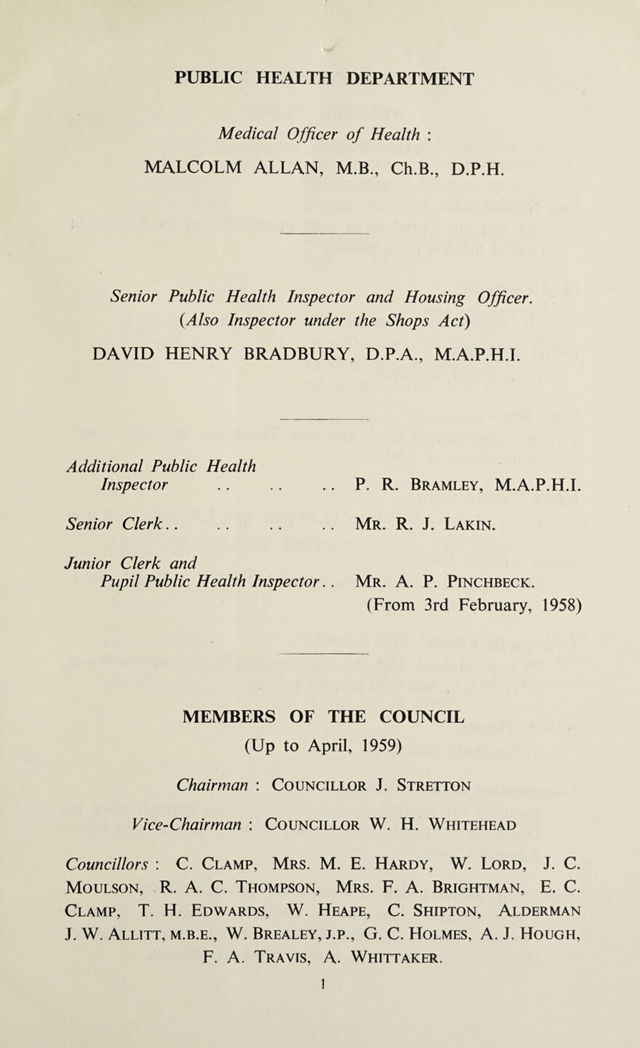 PUBLIC HEALTH DEPARTMENT
Medical Officer of Health :
MALCOLM ALLAN, M.B., Ch.B., D.P.H.
Senior Public Health Inspector and Housing Officer.
(Also Inspector under the Shops Act)
DAVID HENRY BRADBURY, D.P.A., M.A.P.H.I.
Additional Public Health
Inspector .. .. .. P. R. BRAMLEY, M.A.P.H.I.
Senior Clerk .. .. .. .. MR. R. J. LAKIN.
Junior Clerk and
Pupil Public Health Inspector .. MR. A. P. PINCHBECK.
(From 3rd February, 1958)
MEMBERS OF THE COUNCIL
(Up to April, 1959)
Chairman : COUNCILLOR J. STRETTON
Vice-Chairman : COUNCILLOR W. H. WHITEHEAD
Councillors : C. CLAMP, MRS. M. E. HARDY, W. LORD, J. C.
MOULSON, R. A. C. THOMPSON, MRS. F. A. BRIGHTMAN, E. C.
CLAMP, T. H. EDWARDS, W. HEAPE, C. SHIPTON, ALDERMAN
J. W. ALLITT, M.B.E., W. BREALEY, J.P., G. C. HOLMES, A. J. HOUGH,
F. A. TRAVIS, A. WHITTAKER.
1